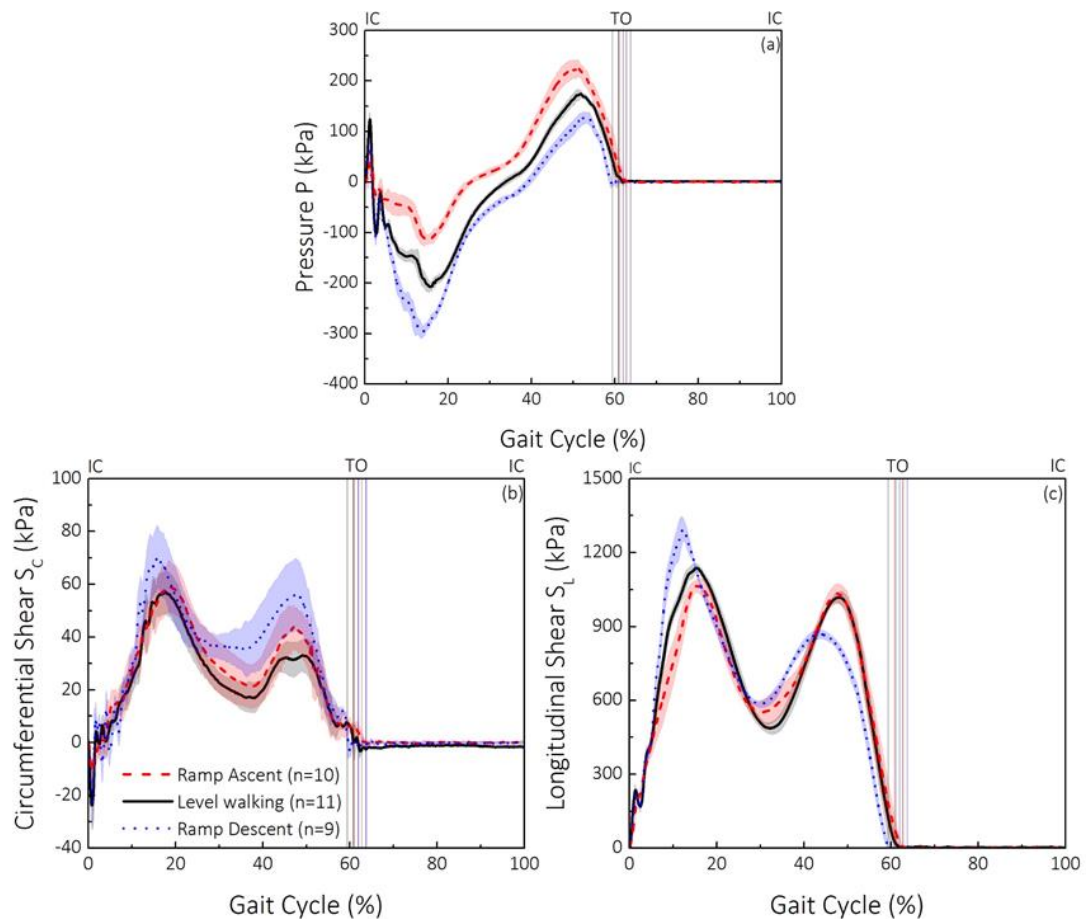 IC TO IC
(a)
300
200
100
0
-100
-200
-300
-400
Pressure P (kPa)
0 20 40 60 80 100
Gait Cycle (%)
IC TO IC
(b)
100
80
60
40
20
0
-20
-40
Circumferential Shear S_C (kPa)
Ramp Ascent (n=10)
Level walking (n=11)
Ramp Descent (n=9)
0 20 40 60 80 100
Gait Cycle (%)
IC TO IC
(c)
1500
1200
900
600
300
0
Longitudinal Shear S_L (kPa)
0 20 40 60 80 100
Gait Cycle (%)